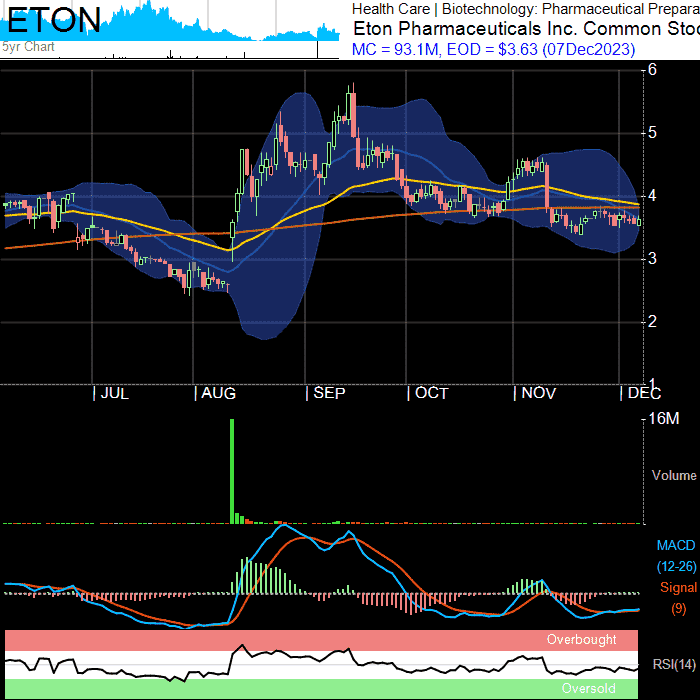 ETON
5yr Chart
Health Care | Biotechnology: Pharmaceutical Prepara
Eton Pharmaceuticals Inc. Common Stoc
MC = 93.1M, EOD = $3.63 (07Dec2023)
6
5
4
3
2
1
JUL AUG SEP OCT NOV DEC
16M
Volume
MACD
(12-26)
Signal
(9)
Overbought
RSI(14)
Oversold